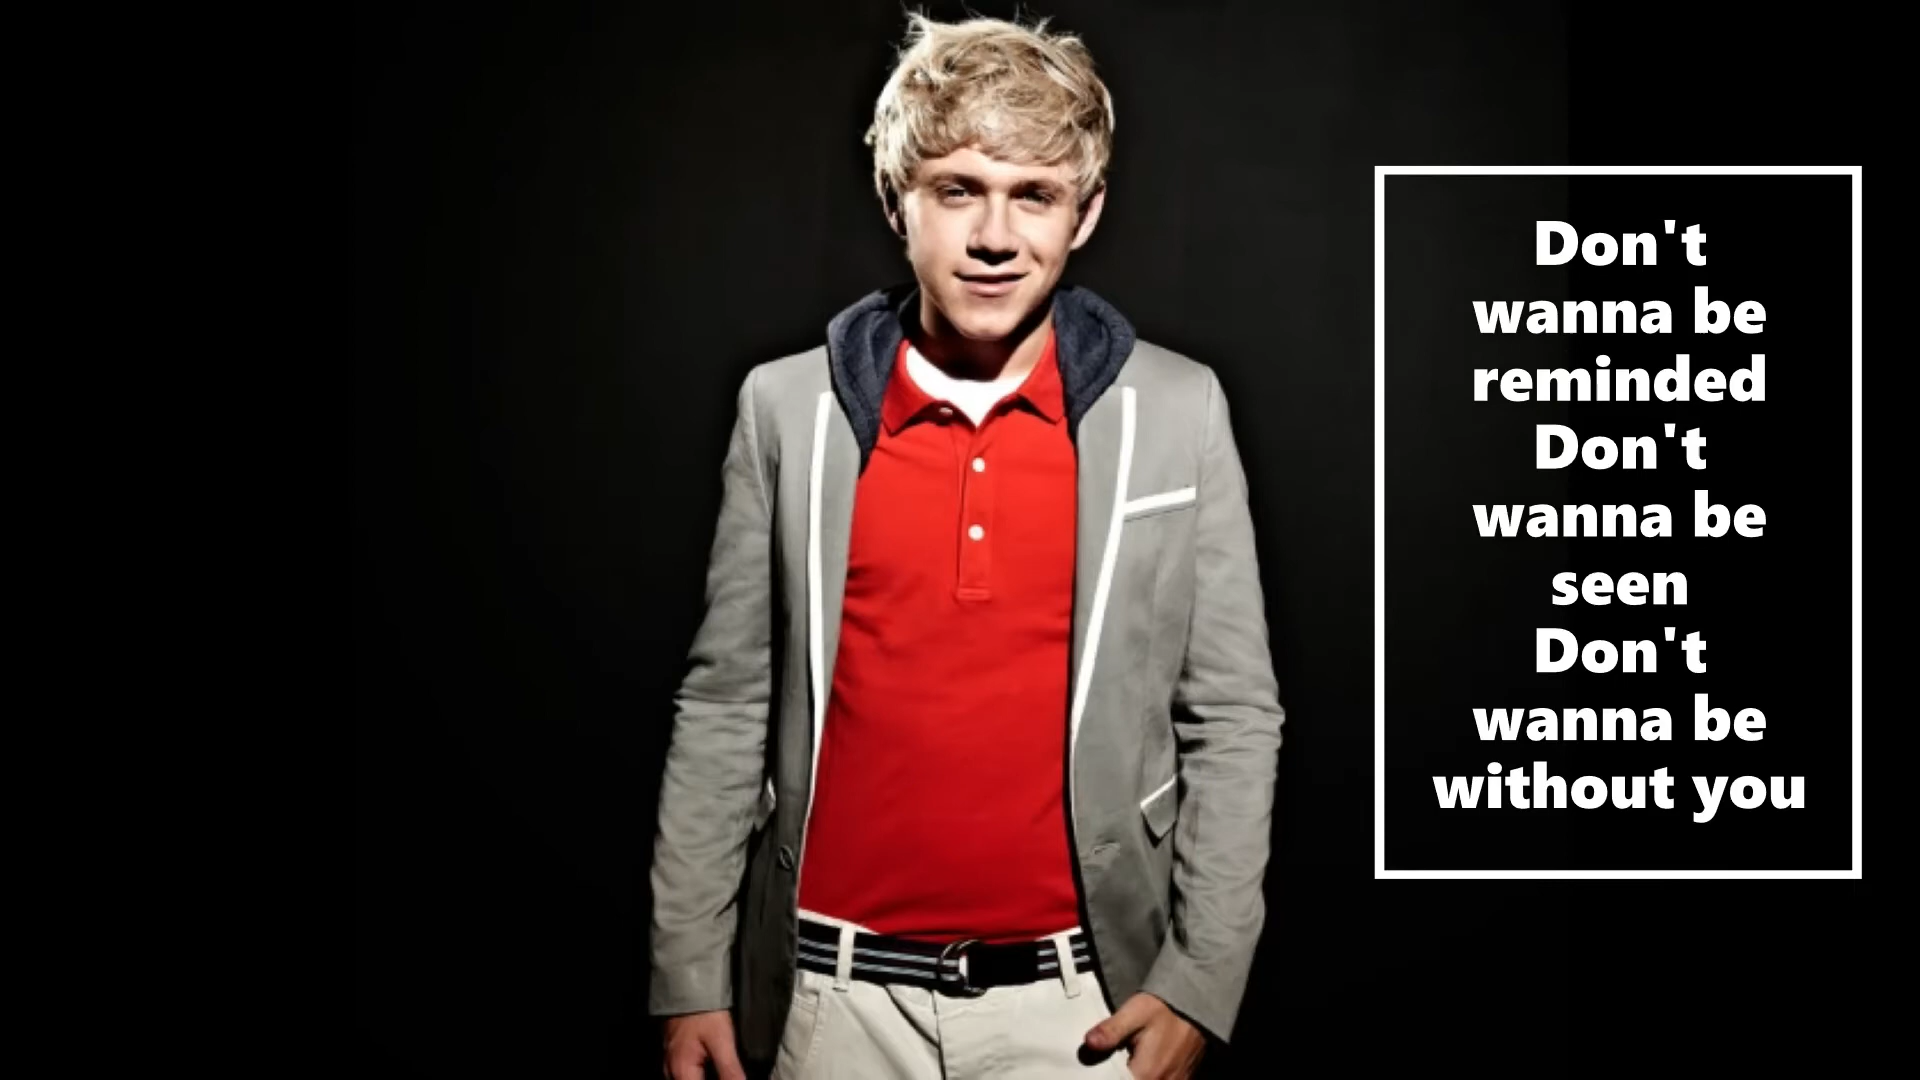 Don't
wanna be
reminded
Don't
wanna be
seen
Don't
wanna be
without you